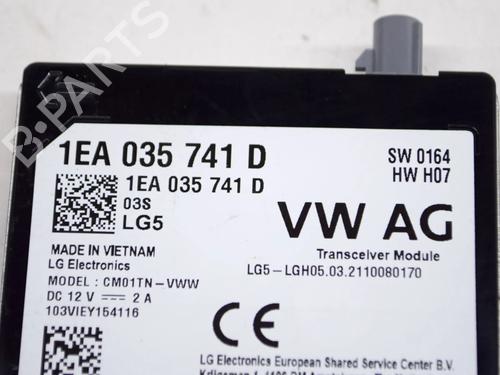 1EA 035 741 D
1EA 035 741 D
03S
LG5
SW 0164
HW H07
VW AG
Transceiver Module
LG5-LGH05.03.2110080170
MADE IN VIETNAM
LG Electronics
MODEL : CM01TN-VWW
DC 12 V 2 A
103VIEY154116
CE
LG Electronics European Shared Service Center B.V.
B-PARTS